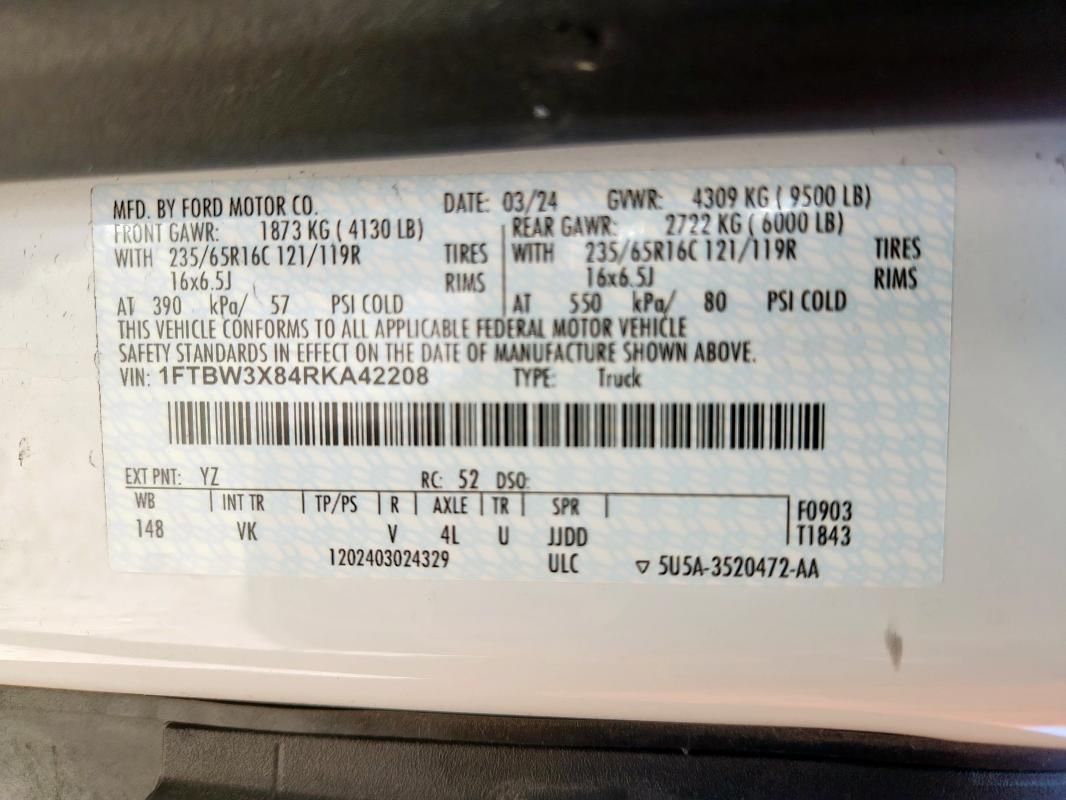 MFD. BY FORD MOTOR CO. DATE: 03/24 GVWR: 4309 KG ( 9500 LB)
FRONT GAWR: 1873 KG ( 4130 LB) REAR GAWR: 2722 KG ( 6000 LB)
WITH 235/65R16C 121/119R TIRES WITH 235/65R16C 121/119R TIRES
16x6.5J RIMS 16x6.5J RIMS
AT 390 kPa/ 57 PSI COLD AT 550 kPa/ 80 PSI COLD
THIS VEHICLE CONFORMS TO ALL APPLICABLE FEDERAL MOTOR VEHICLE
SAFETY STANDARDS IN EFFECT ON THE DATE OF MANUFACTURE SHOWN ABOVE.
VIN: 1FTBW3X84RKA42208 TYPE: Truck
EXT PNT: YZ RC: 52 DSO:
WB INT TR TP/PS R AXLE TR SPR F0903
148 VK V 4L U JJDD T1843
1202403024329 ULC ▽ 5U5A-3520472-AA